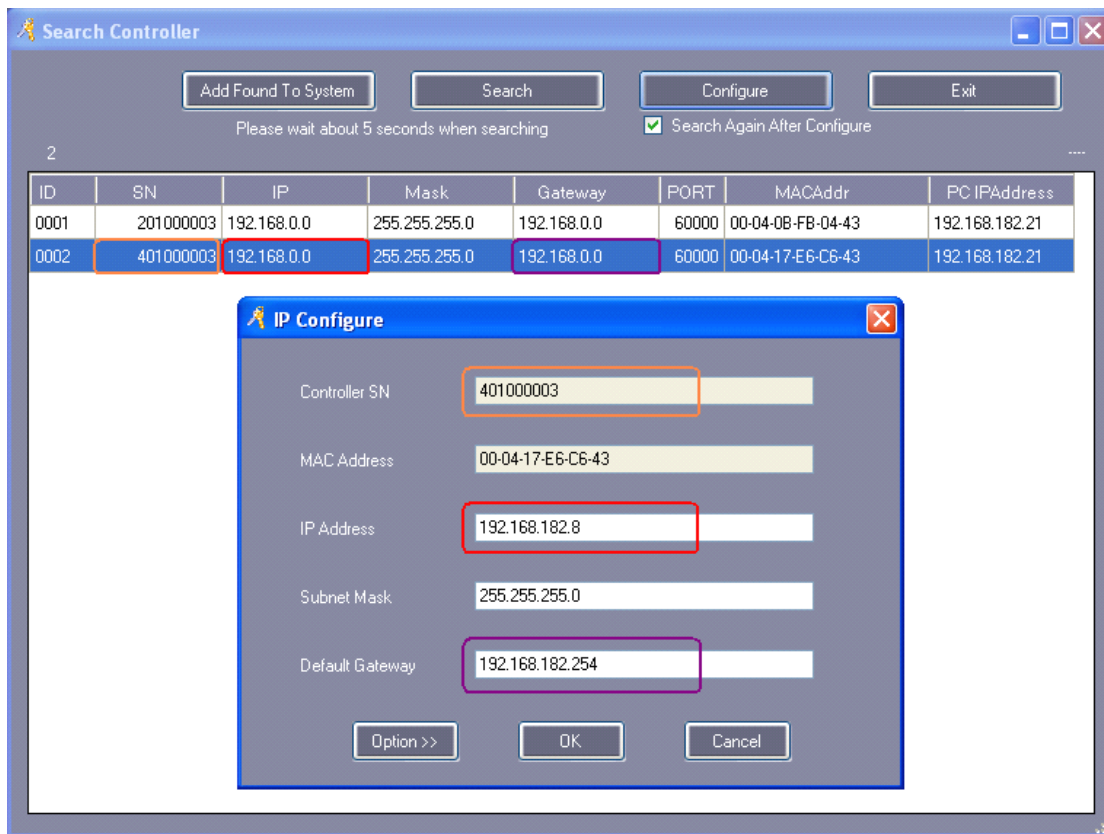 Search Controller
Add Found To System Search Configure Exit
Please wait about 5 seconds when searching Search Again After Configure
2 ----
ID SN IP Mask Gateway PORT MACAddr PC IPAddress
0001 201000003 192.168.0.0 255.255.255.0 192.168.0.0 60000 00-04-0B-FB-04-43 192.168.182.21
0002 401000003 192.168.0.0 255.255.255.0 192.168.0.0 60000 00-04-17-E6-C6-43 192.168.182.21
IP Configure
Controller SN 401000003
MAC Address 00-04-17-E6-C6-43
IP Address 192.168.182.8
Subnet Mask 255.255.255.0
Default Gateway 192.168.182.254
Option >> OK Cancel